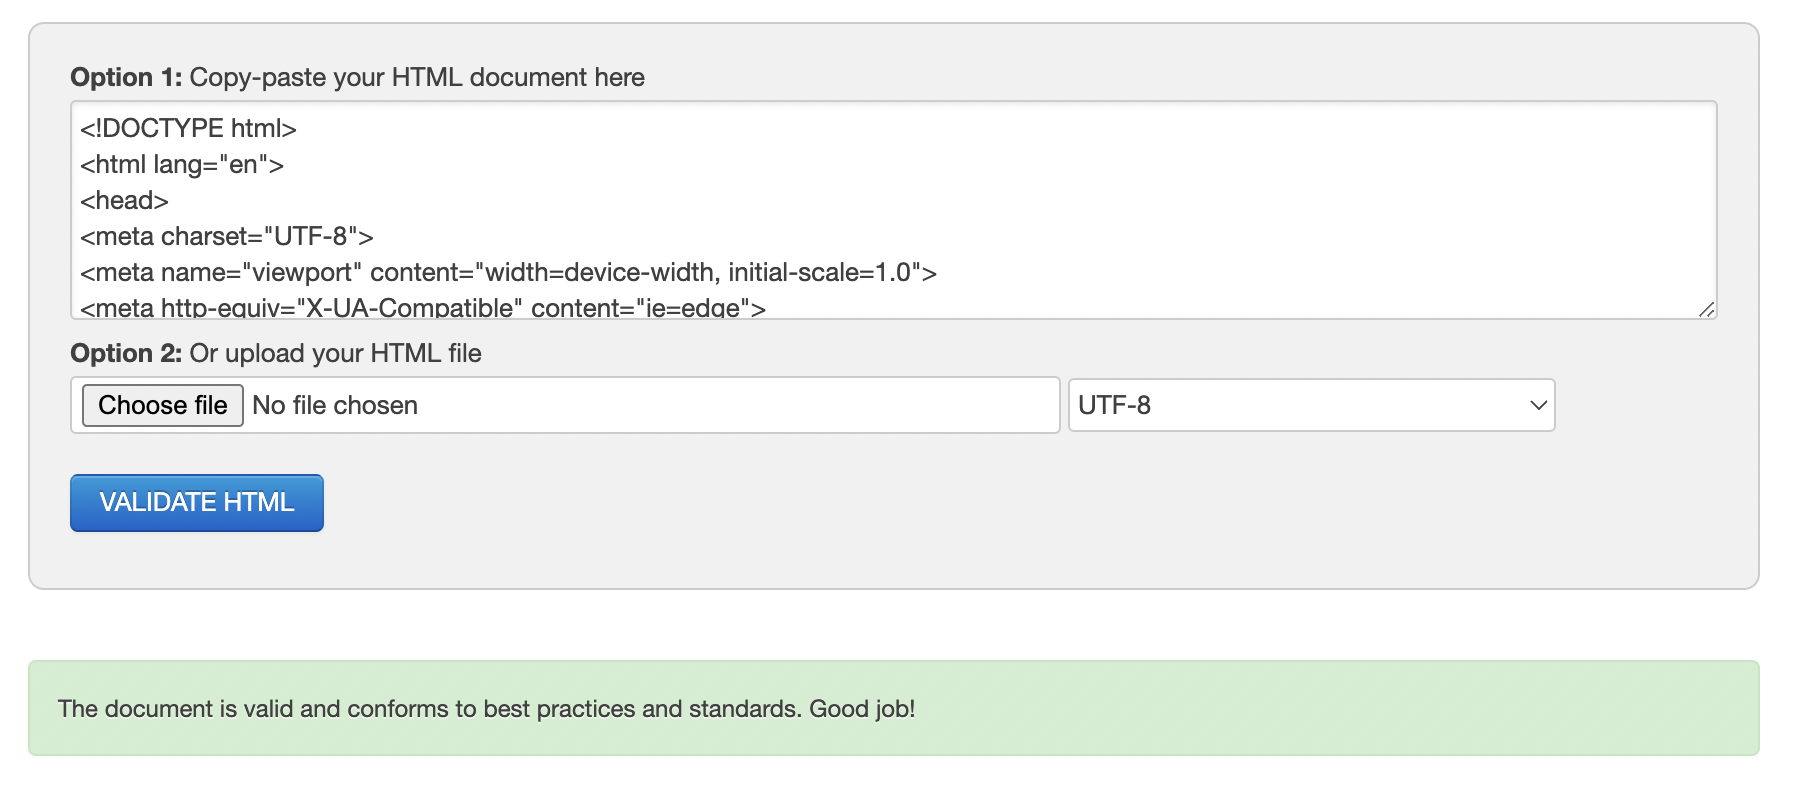 Option 1: Copy-paste your HTML document here
<!DOCTYPE html>
<html lang="en">
<head>
<meta charset="UTF-8">
<meta name="viewport" content="width=device-width, initial-scale=1.0">
<meta http-equiv="X-UA-Compatible" content="ie=edge">
Option 2: Or upload your HTML file
Choose file No file chosen UTF-8
VALIDATE HTML
The document is valid and conforms to best practices and standards. Good job!